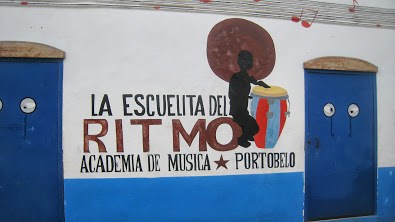 LA ESCUELITA DEL
RITMO
ACADEMIA DE MUSICA ★ PORTOBELO